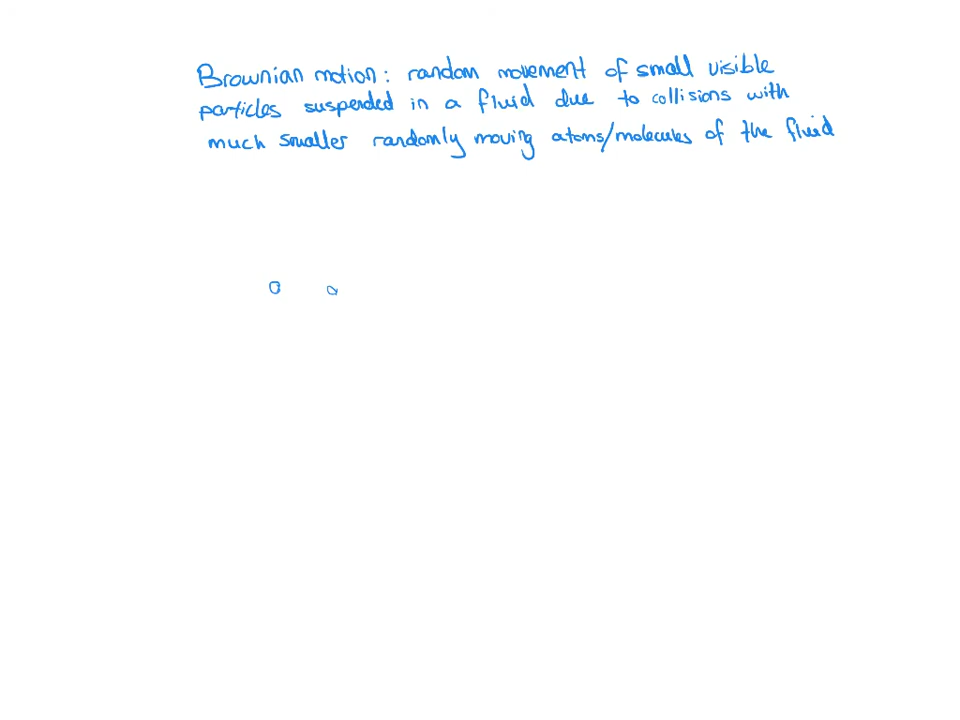 Brownian motion: random movement of small visible
particles suspended in a fluid due to collisions with
much smaller randomly moving atoms/molecules of the fluid